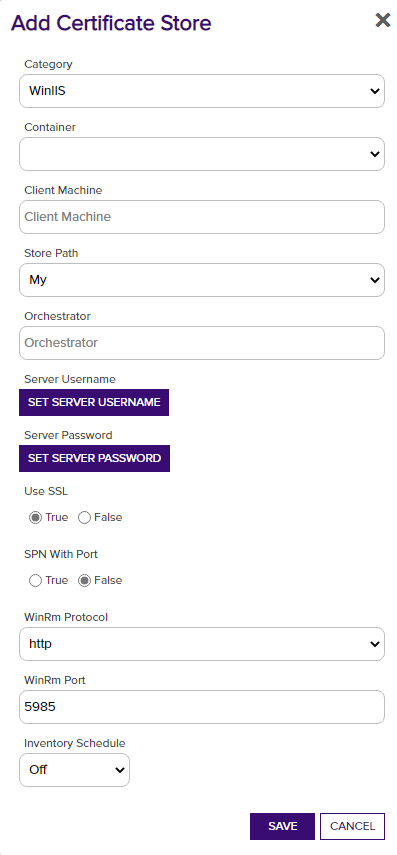 Add Certificate Store
Category
WinIIS
Container
Client Machine
Client Machine
Store Path
My
Orchestrator
Orchestrator
Server Username
SET SERVER USERNAME
Server Password
SET SERVER PASSWORD
Use SSL
True False
SPN With Port
True False
WinRm Protocol
http
WinRm Port
5985
Inventory Schedule
Off
SAVE CANCEL